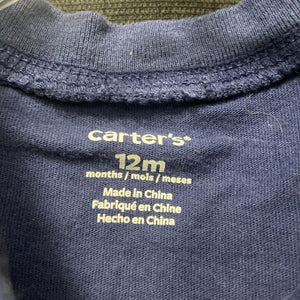 carter's
12m
months / mois / meses
Made in China
Fabriqué en Chine
Hecho en China